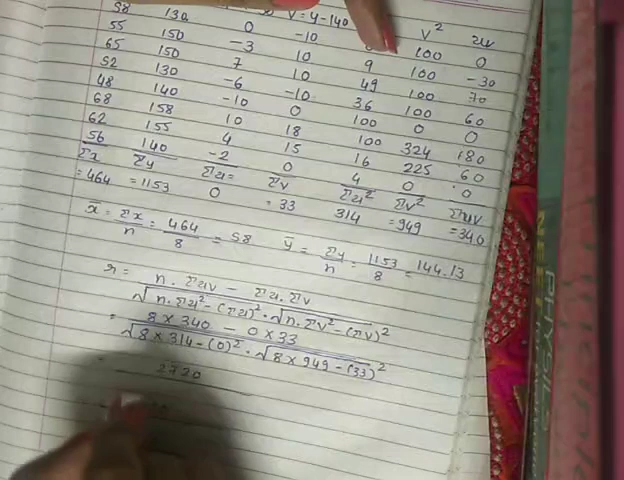 v = y - 140 v² uv
58 130 0 -10 0 100 0
55 150 -3 10 9 100 -30
65 150 7 10 49 100 70
52 130 -6 -10 36 100 60
48 140 -10 0 100 0 0
68 158 10 18 100 324 180
62 155 4 15 16 225 60
56 140 -2 0 4 0 0
Σx Σy Σu= Σv Σu² Σv² Σuv
=464 =1153 0 =33 314 =949 =340
x̄ = Σx/n = 464/8 = 58 ȳ = Σy/n = 1153/8 = 144.13
r = n·Σuv - Σu·Σv
√n·Σu²-(Σu)² · √n·Σv²-(Σv)²
= 8×340 - 0×33
√8×314-(0)² · √8×949-(33)²
2720
PHYSIC